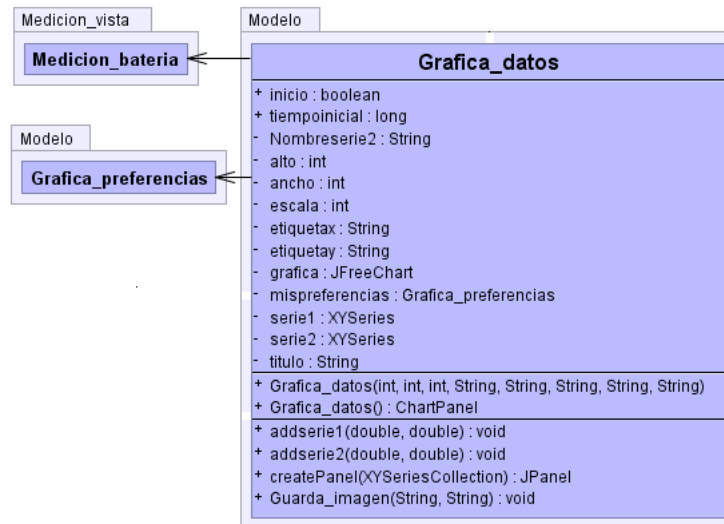 Medicion_vista
Medicion_bateria
Modelo
Grafica_preferencias
Modelo
Grafica_datos
+ inicio : boolean
+ tiempoinicial : long
- Nombreserie2 : String
- alto : int
- ancho : int
- escala : int
- etiquetax : String
- etiquetay : String
- grafica : JFreeChart
- mispreferencias : Grafica_preferencias
- serie1 : XYSeries
- serie2 : XYSeries
- titulo : String
+ Grafica_datos(int, int, int, String, String, String, String, String)
+ Grafica_datos() : ChartPanel
+ addserie1(double, double) : void
+ addserie2(double, double) : void
+ createPanel(XYSeriesCollection) : JPanel
+ Guarda_imagen(String, String) : void